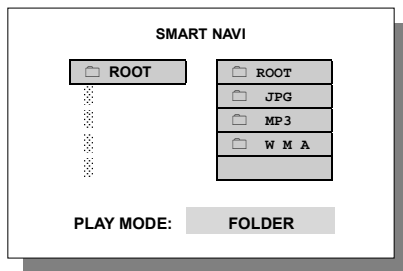 SMART NAVI
ROOT
ROOT
JPG
MP3
W M A
PLAY MODE: FOLDER